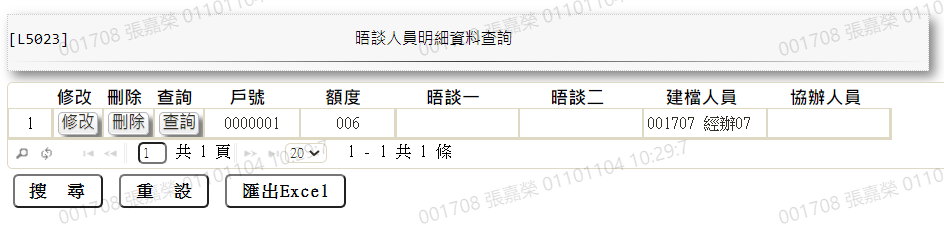 [L5023] 晤談人員明細資料查詢
修改 刪除 查詢 戶號 額度 晤談一 晤談二 建檔人員 協辦人員
1 修改 刪除 查詢 0000001 006 001707 經辦07
1 共 1 頁 20 1 - 1 共 1 條
搜 尋 重 設 匯出Excel
001708 張嘉榮 01101104 10:29:7